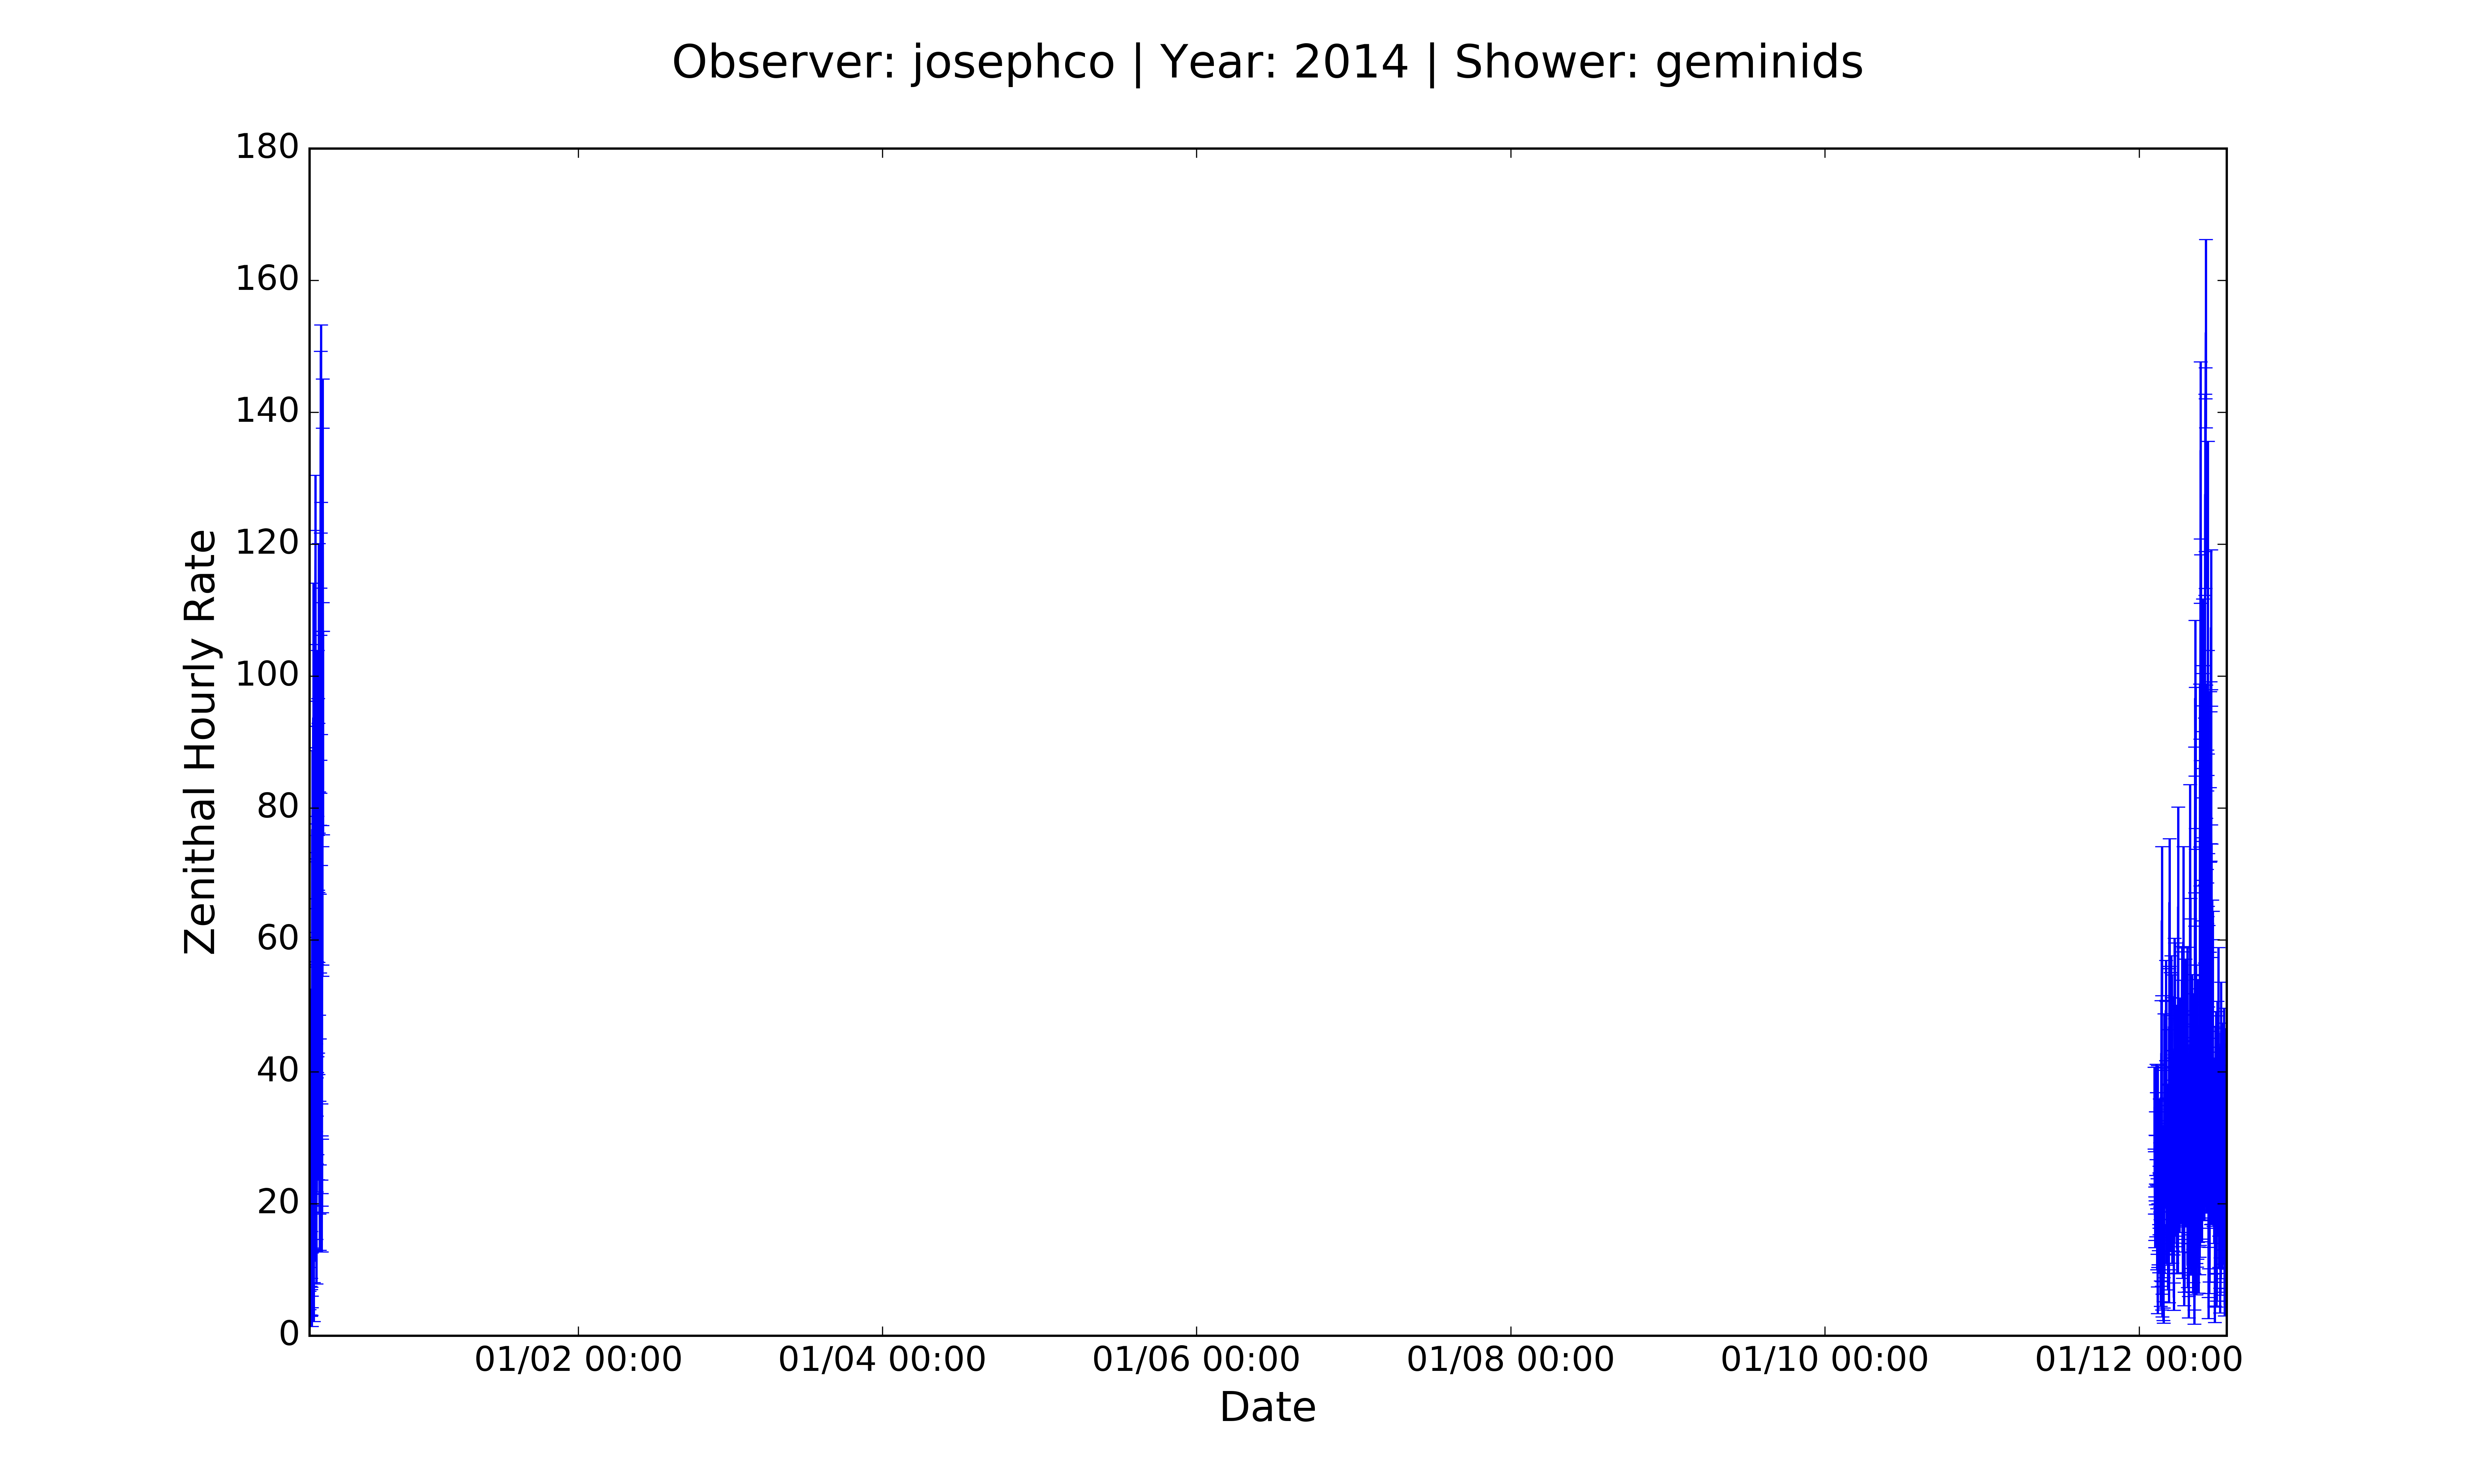 Observer: josephco | Year: 2014 | Shower: geminids
180
160
140
120
100
80
60
40
20
0
Zenithal Hourly Rate
01/02 00:00 01/04 00:00 01/06 00:00 01/08 00:00 01/10 00:00 01/12 00:00
Date